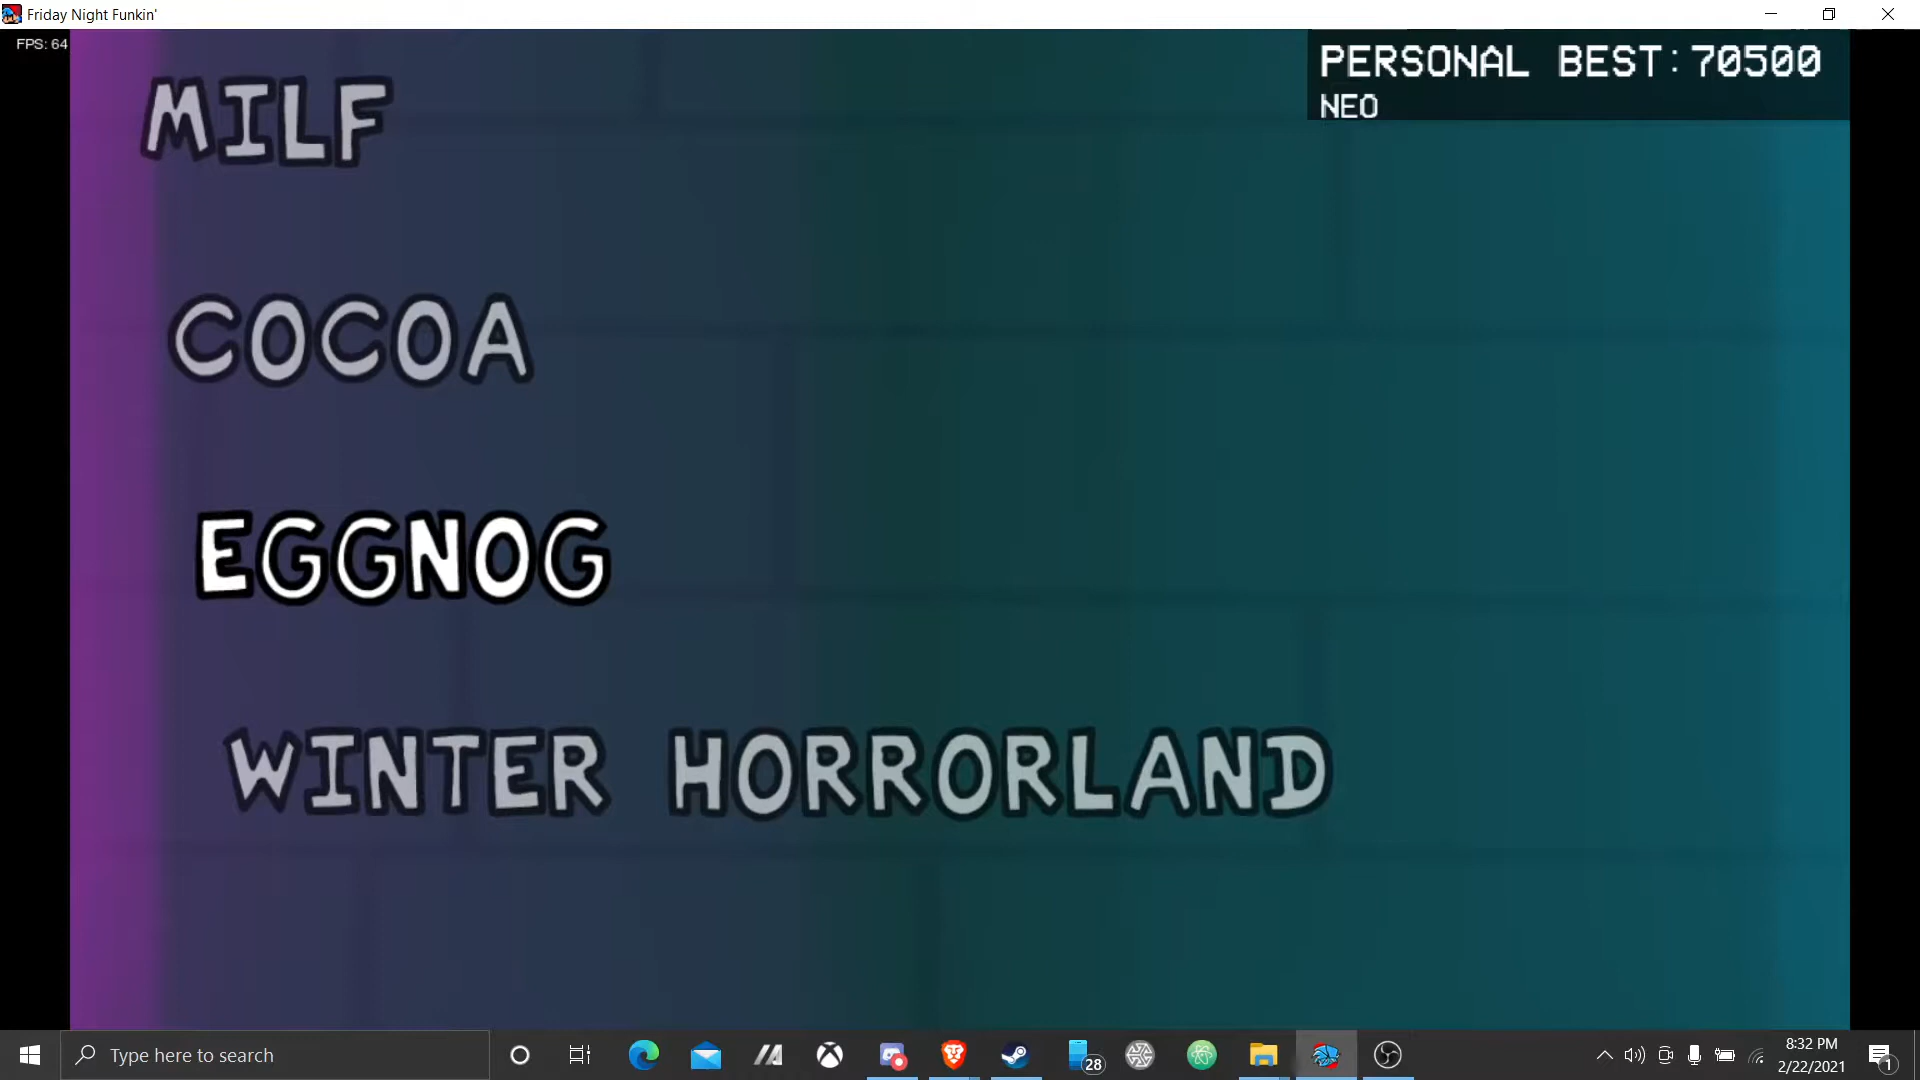 Friday Night Funkin'
FPS: 64
PERSONAL BEST:70500
NEO
MILF
COCOA
EGGNOG
WINTER HORRORLAND
Type here to search
28
8:32 PM
2/22/2021
1